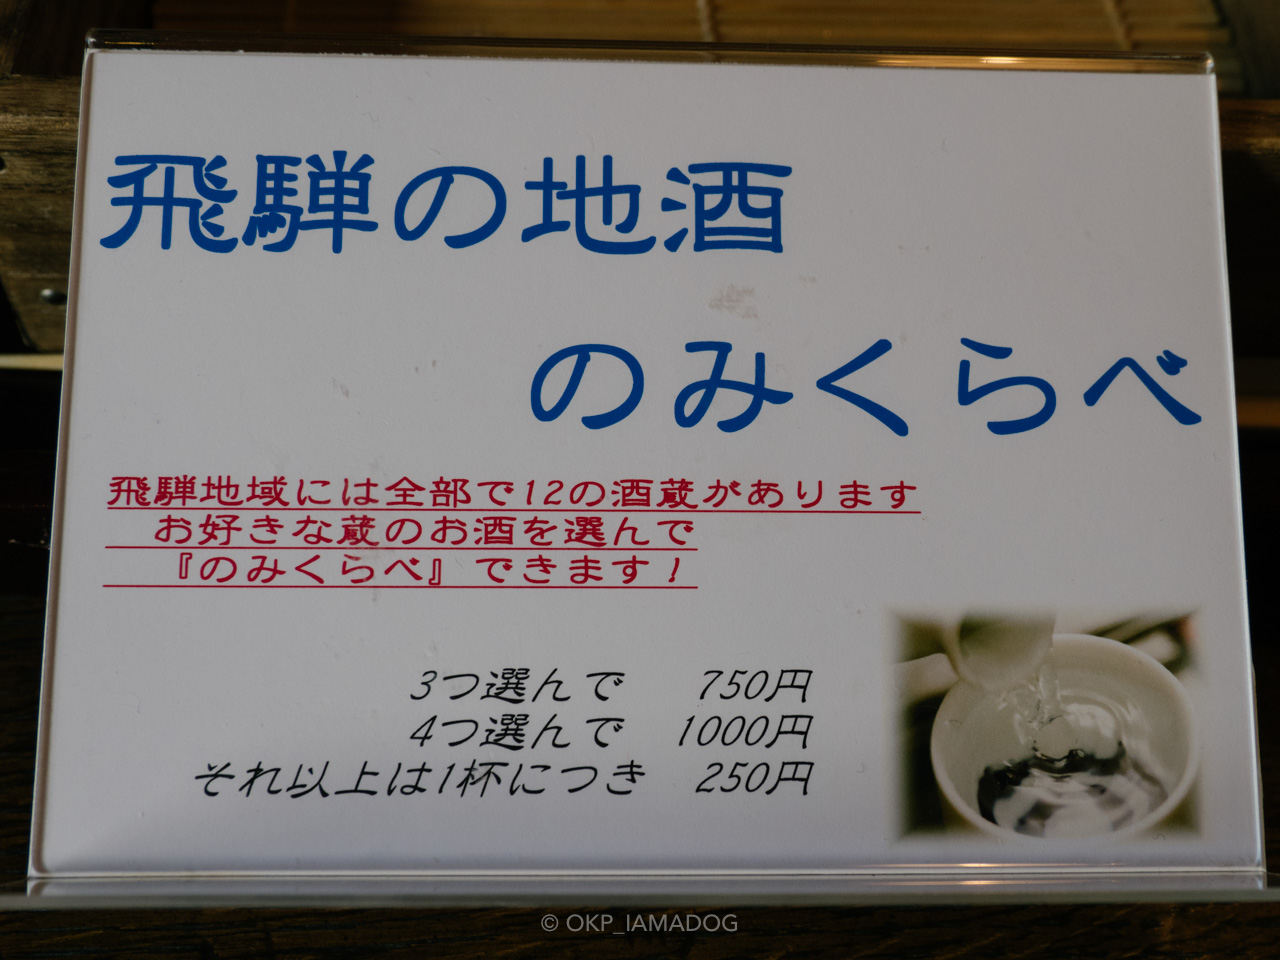 飛騨の地酒
のみくらべ
飛騨地域には全部で12の酒蔵があります
お好きな蔵のお酒を選んで
『のみくらべ』できます！
3つ選んで 750円
4つ選んで 1000円
それ以上は1杯につき 250円
© OKP_IAMADOG